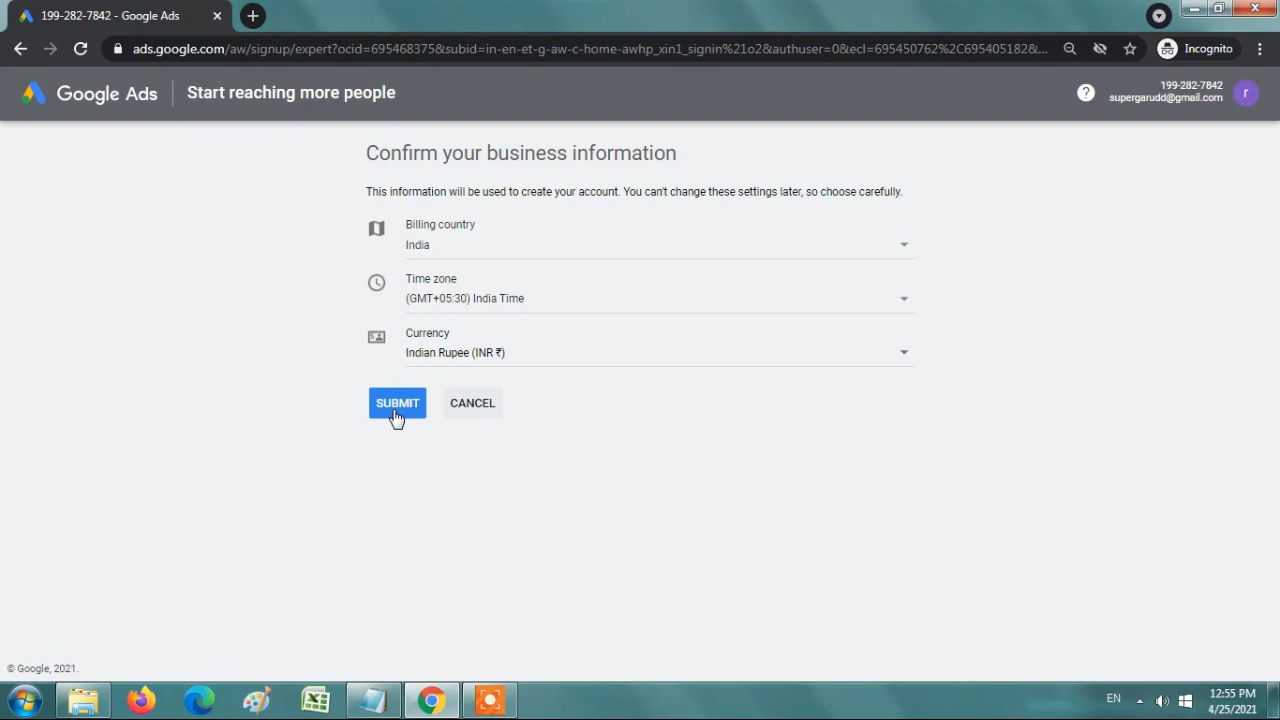 199-282-7842 - Google Ads
ads.google.com/aw/signup/expert?ocid=695468375&subid=in-en-et-g-aw-c-home-awhp_xin1_signin%21o2&authuser=0&ecl=695450762%2C695405182&...
Incognito
Google Ads
Start reaching more people
?
199-282-7842
supergarudd@gmail.com
r
Confirm your business information
This information will be used to create your account. You can't change these settings later, so choose carefully.
Billing country
India
Time zone
(GMT+05:30) India Time
Currency
Indian Rupee (INR ₹)
SUBMIT
CANCEL
© Google, 2021.
EN
12:55 PM
4/25/2021